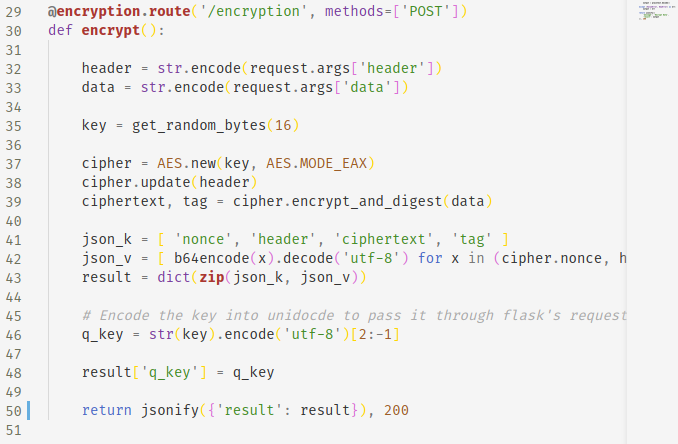 29 @encryption.route('/encryption', methods=['POST'])
30 def encrypt():
31
32 header = str.encode(request.args['header'])
33 data = str.encode(request.args['data'])
34
35 key = get_random_bytes(16)
36
37 cipher = AES.new(key, AES.MODE_EAX)
38 cipher.update(header)
39 ciphertext, tag = cipher.encrypt_and_digest(data)
40
41 json_k = [ 'nonce', 'header', 'ciphertext', 'tag' ]
42 json_v = [ b64encode(x).decode('utf-8') for x in (cipher.nonce, h
43 result = dict(zip(json_k, json_v))
44
45 # Encode the key into unidocde to pass it through flask's request
46 q_key = str(key).encode('utf-8')[2:-1]
47
48 result['q_key'] = q_key
49
50 return jsonify({'result': result}), 200
51